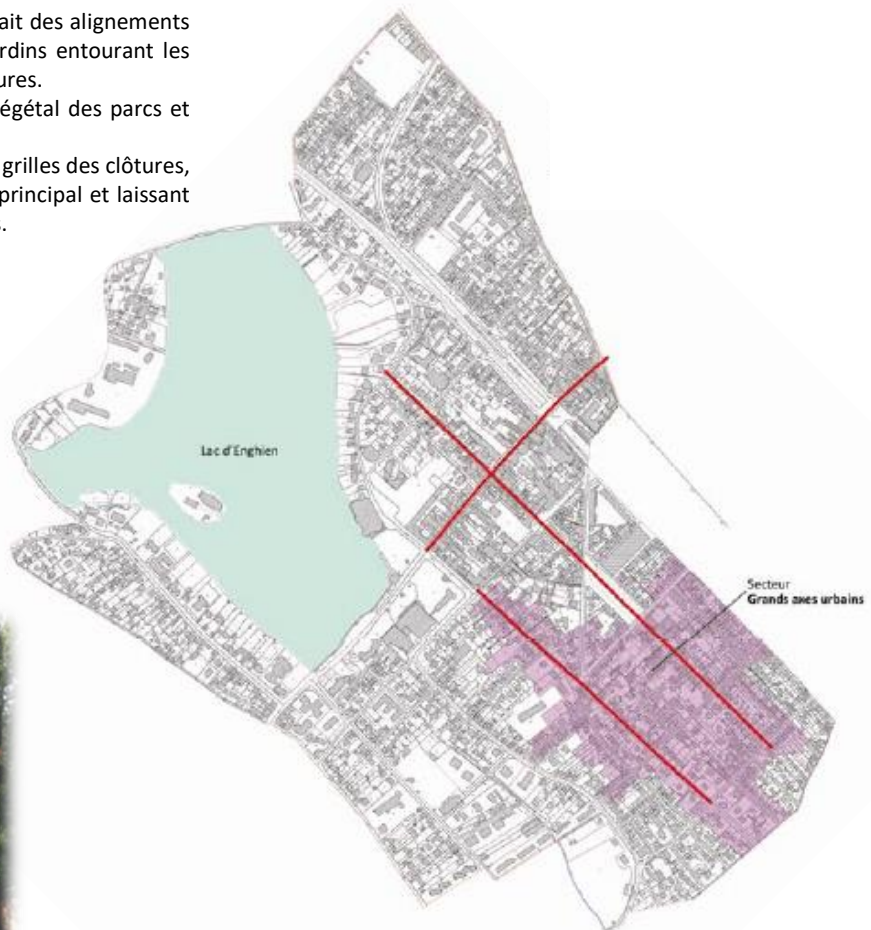 ait des alignements
rdins entourant les
ures.
égétal des parcs et
grilles des clôtures,
principal et laissant
s.
Lac d'Enghien
Secteur
Grands axes urbains